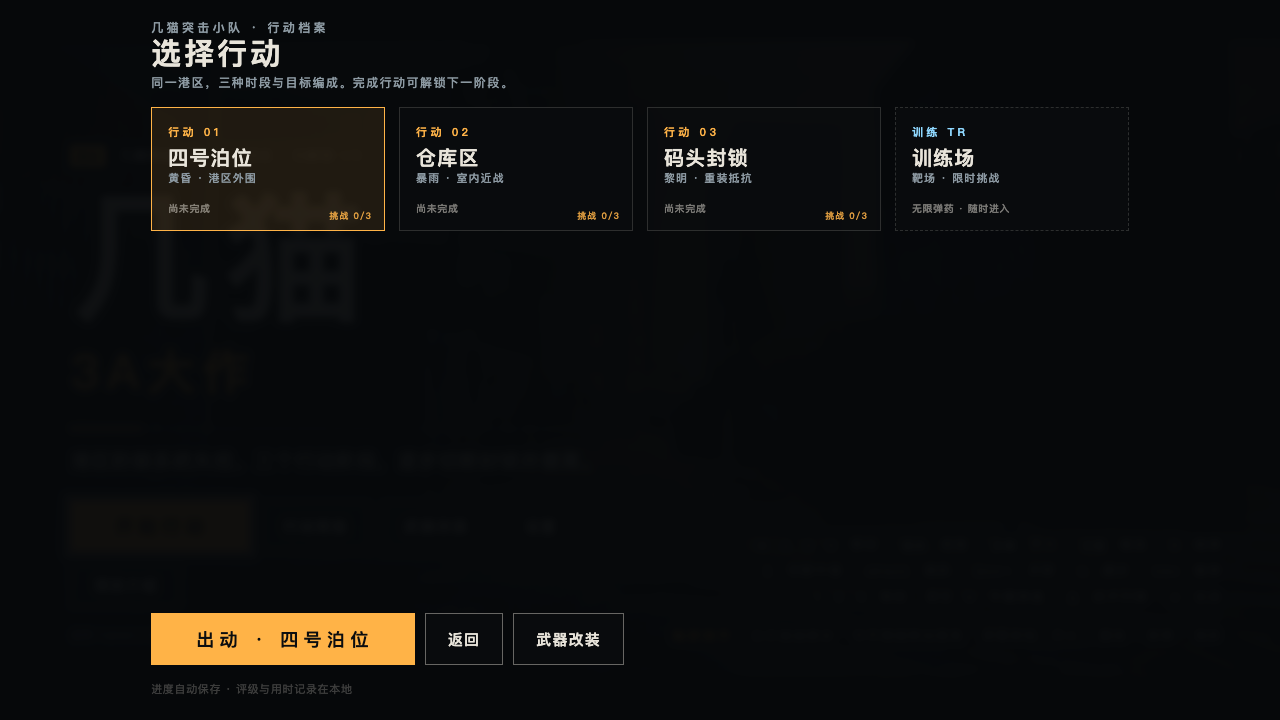 几猫突击小队 · 行动档案
选择行动
同一港区，三种时段与目标编成。完成行动可解锁下一阶段。
行动 01
四号泊位
黄昏 · 港区外围
尚未完成
挑战 0/3
行动 02
仓库区
暴雨 · 室内近战
尚未完成
挑战 0/3
行动 03
码头封锁
黎明 · 重装抵抗
尚未完成
挑战 0/3
训练 TR
训练场
靶场 · 限时挑战
无限弹药 · 随时进入
几猫
3A大作
出动 · 四号泊位
返回
武器改装
进度自动保存 · 评级与用时记录在本地